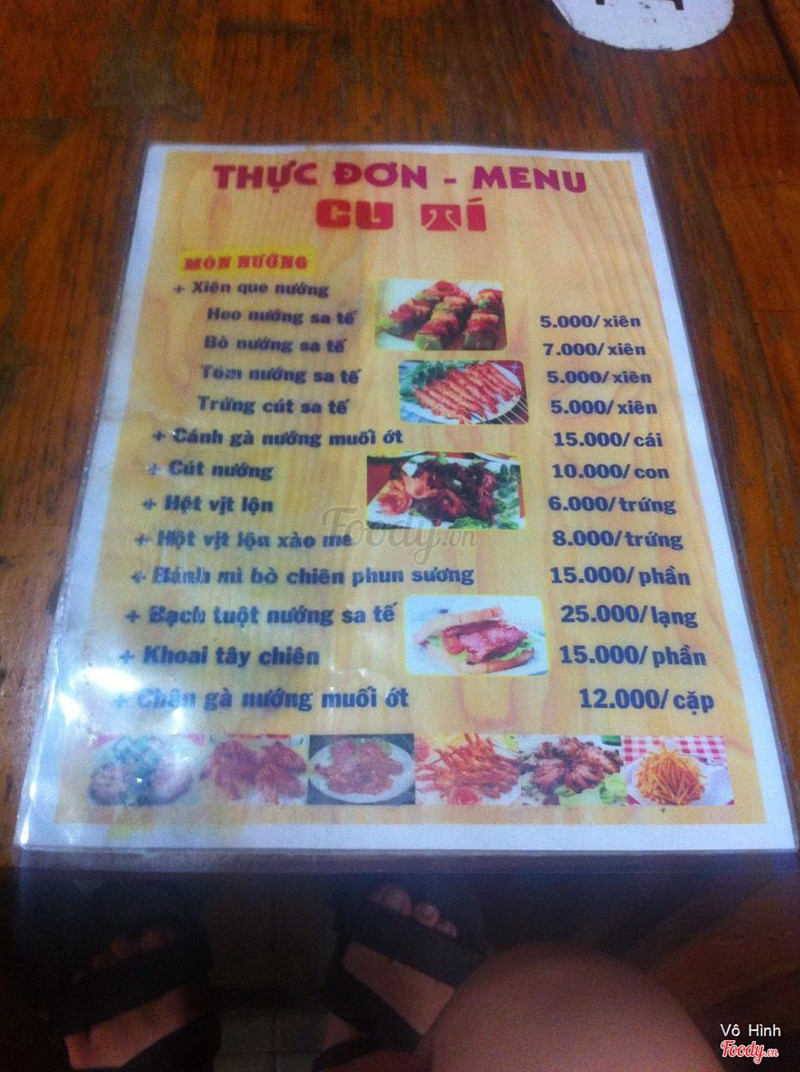 THỰC ĐƠN - MENU
CU TÍ
MÓN NƯỚNG
+ Xiên que nướng
Heo nướng sa tế 5.000/xiên
Bò nướng sa tế 7.000/xiên
Tôm nướng sa tế 5.000/xiên
Trứng cút sa tế 5.000/xiên
+ Cánh gà nướng muối ớt 15.000/cái
+ Cút nướng 10.000/con
+ Hột vịt lộn 6.000/trứng
+ Hột vịt lộn xào me 8.000/trứng
+ Bánh mì bò chiên phun sương 15.000/phần
+ Bạch tuột nướng sa tế 25.000/lạng
+ Khoai tây chiên 15.000/phần
+ Chân gà nướng muối ớt 12.000/cặp
Foody.vn
Vô Hình
Foody.vn